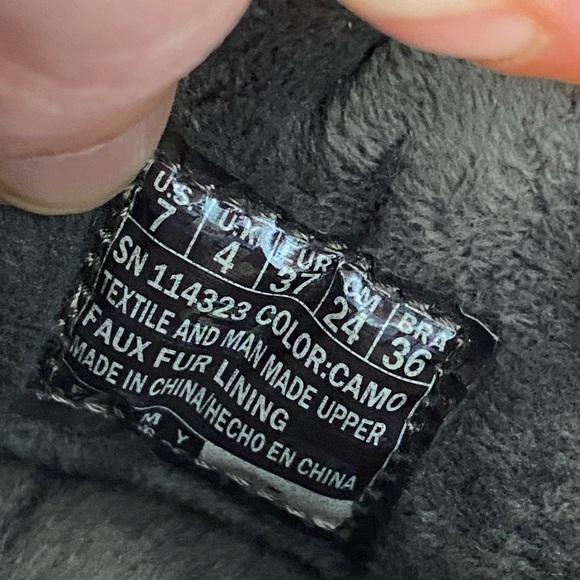 U.S. U.K. EUR CM BRA
7 4 37 24 36
SN 114323 COLOR:CAMO
TEXTILE AND MAN MADE UPPER
FAUX FUR LINING
MADE IN CHINA/HECHO EN CHINA
M Y